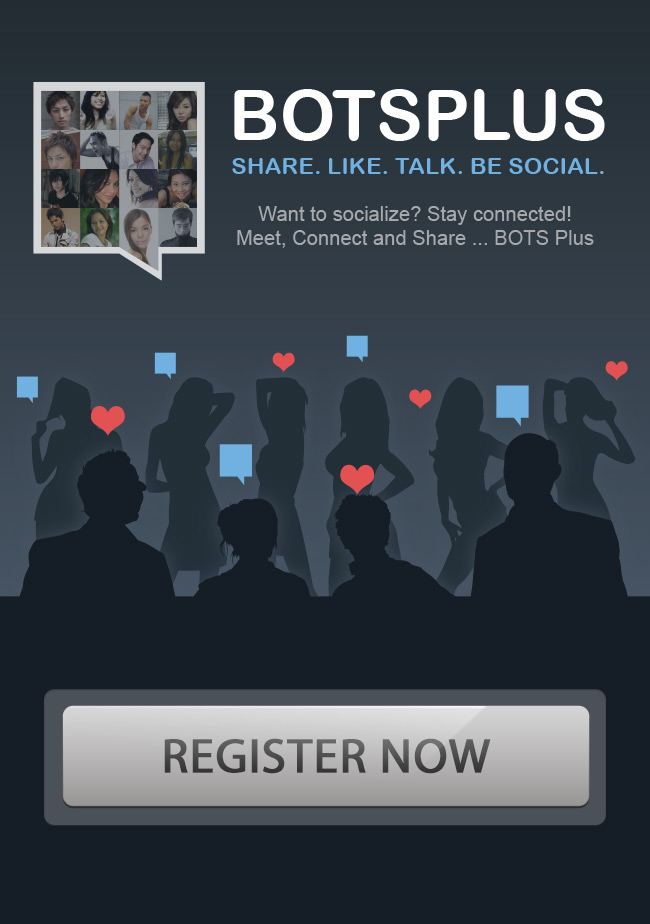 BOTSPLUS
SHARE. LIKE. TALK. BE SOCIAL.
Want to socialize? Stay connected!
Meet, Connect and Share ... BOTS Plus
REGISTER NOW